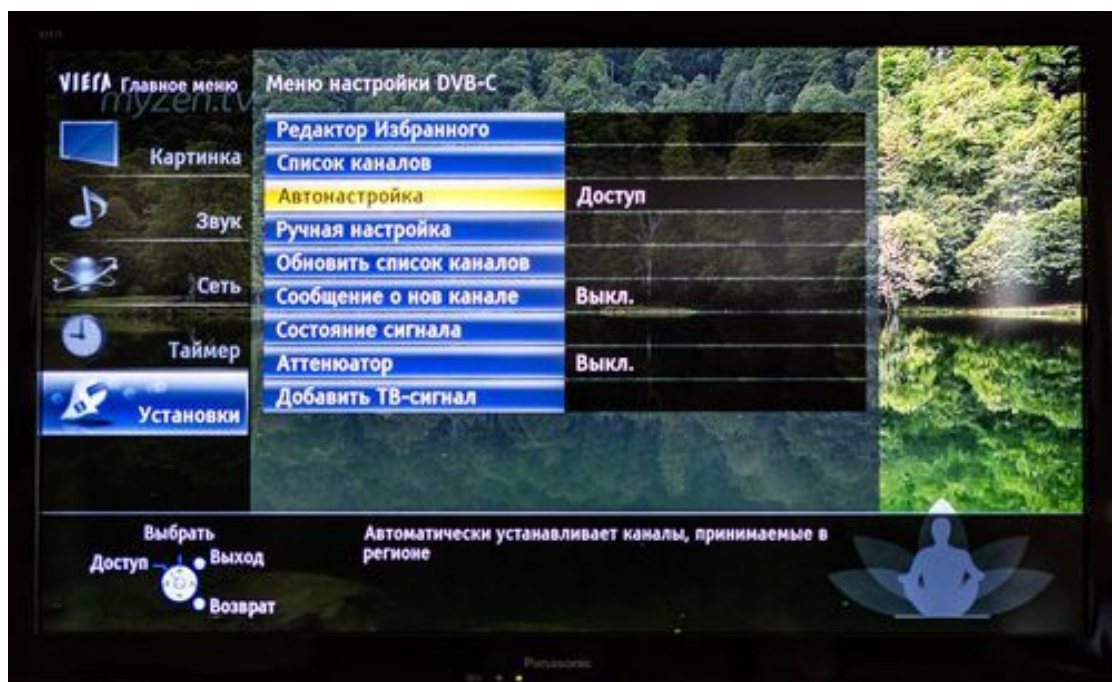 VIERA
VIERA Главное меню
myzen.tv
Картинка
Звук
Сеть
Таймер
Установки
Меню настройки DVB-C
Редактор Избранного
Список каналов
Автонастройка Доступ
Ручная настройка
Обновить список каналов
Сообщение о нов канале Выкл.
Состояние сигнала
Аттенюатор Выкл.
Добавить ТВ-сигнал
Выбрать
Доступ
Выход
Возврат
Автоматически устанавливает каналы, принимаемые в
регионе
Panasonic